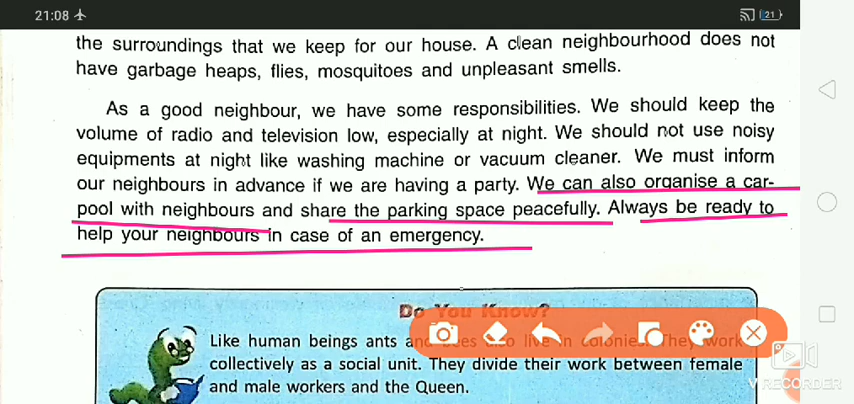 21:08
21
the surroundings that we keep for our house. A clean neighbourhood does not
have garbage heaps, flies, mosquitoes and unpleasant smells.
As a good neighbour, we have some responsibilities. We should keep the
volume of radio and television low, especially at night. We should not use noisy
equipments at night like washing machine or vacuum cleaner. We must inform
our neighbours in advance if we are having a party. We can also organise a car-
pool with neighbours and share the parking space peacefully. Always be ready to
help your neighbours in case of an emergency.
Do You Know?
Like human beings ants and bees also live in colonies. They work
collectively as a social unit. They divide their work between female
and male workers and the Queen.
V RECORDER